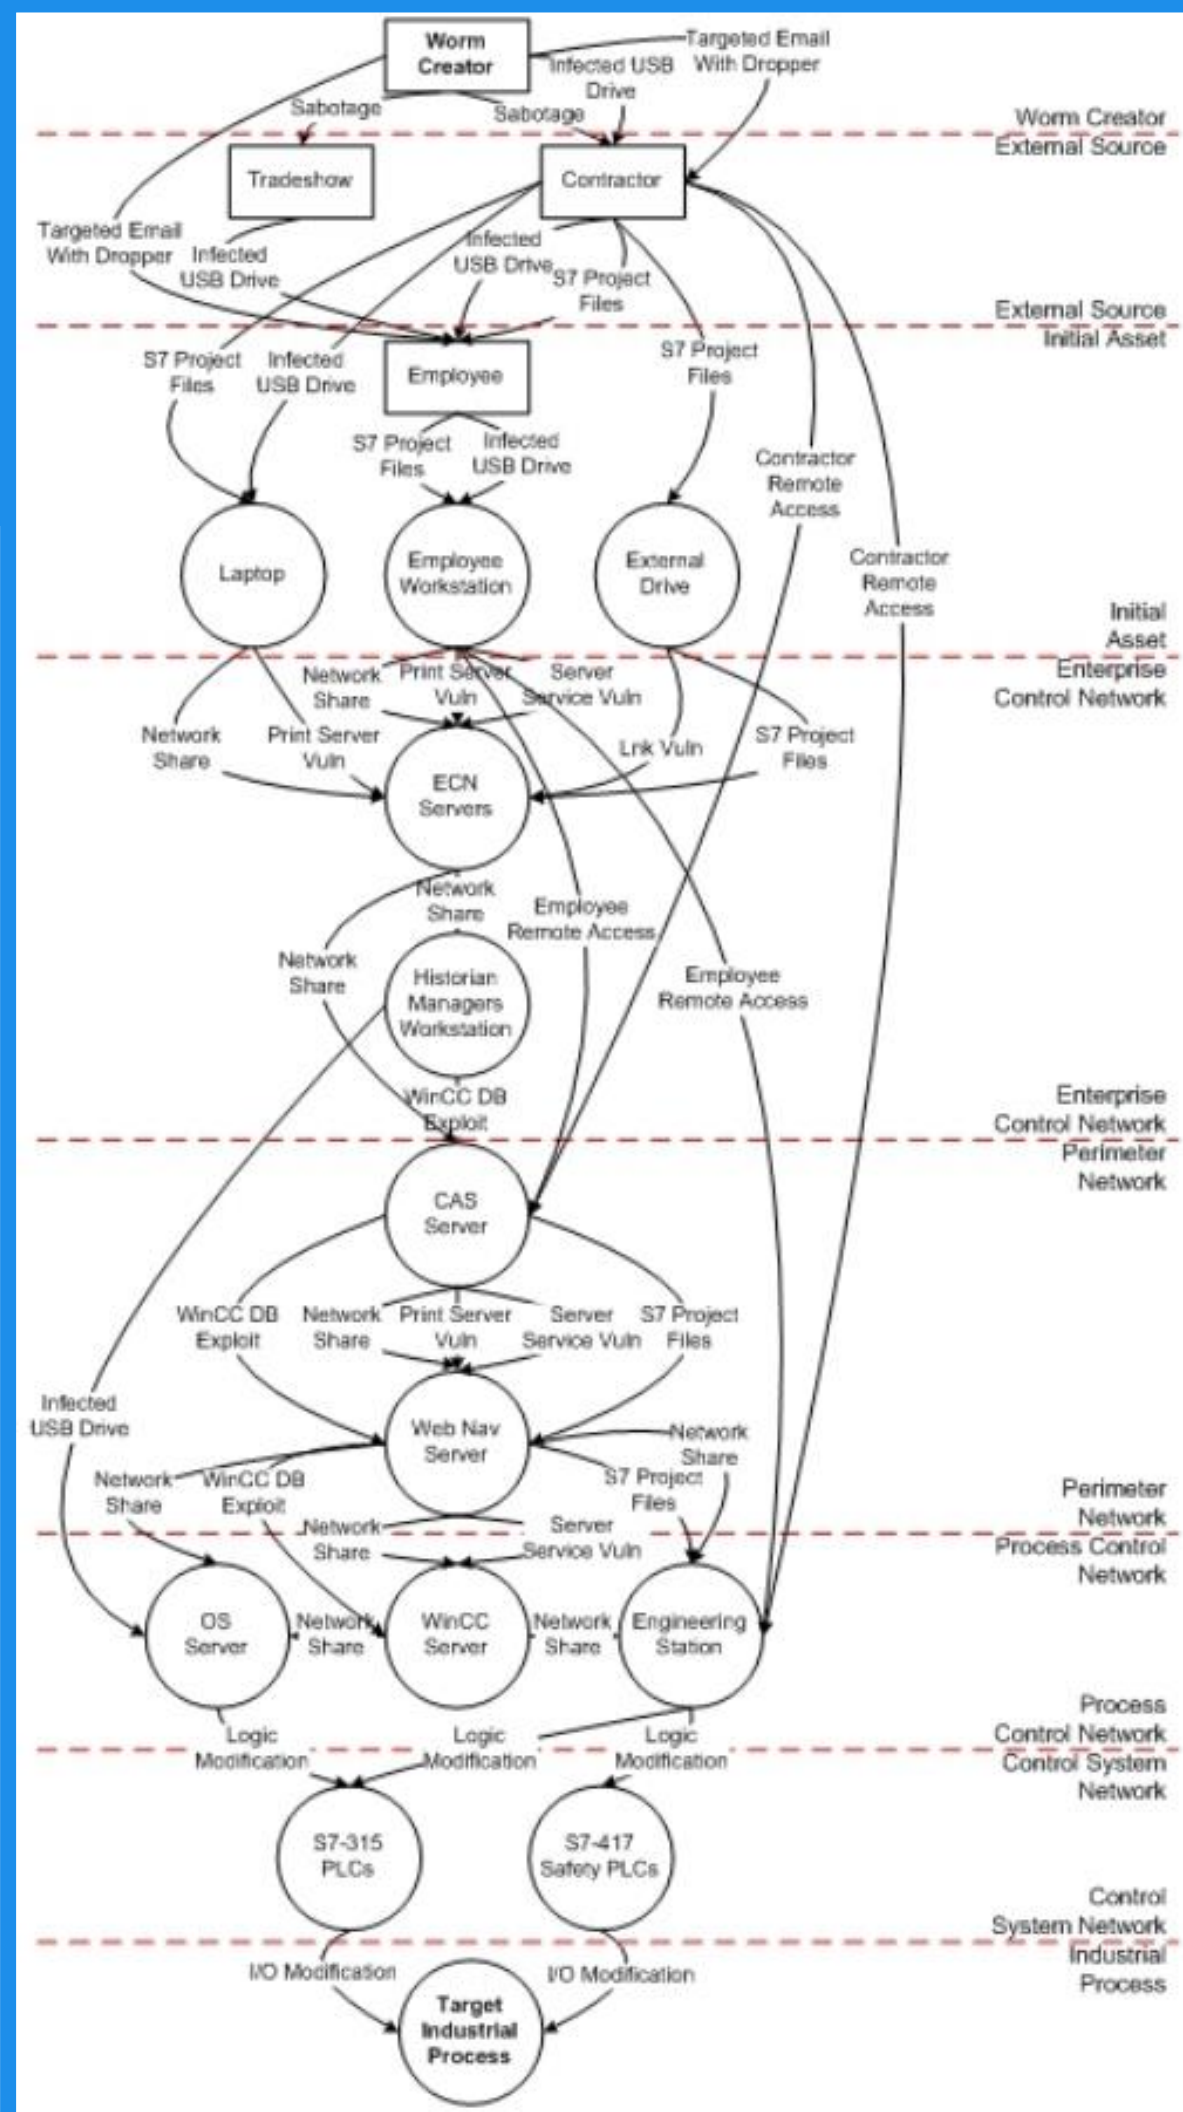 Worm
Creator
Targeted Email
With Dropper
Infected USB
Drive
Sabotage
Sabotage
Worm Creator
External Source
Tradeshow
Contractor
Targeted Email
With Dropper
Infected
USB Drive
Infected
USB Drive
S7 Project
Files
External Source
Initial Asset
S7 Project
Files
Infected
USB Drive
Employee
S7 Project
Files
S7 Project
Files
Infected
USB Drive
Contractor
Remote
Access
Contractor
Remote
Access
Laptop
Employee
Workstation
External
Drive
Initial
Asset
Enterprise
Control Network
Network
Share
Print Server
Vuln
Server
Service Vuln
Network
Share
Print Server
Vuln
Lnk Vuln
S7 Project
Files
ECN
Servers
Network
Share
Employee
Remote Access
Network
Share
Historian
Managers
Workstation
Employee
Remote Access
WinCC DB
Exploit
Enterprise
Control Network
Perimeter
Network
CAS
Server
WinCC DB
Exploit
Network
Share
Print Server
Vuln
Server
Service Vuln
S7 Project
Files
Infected
USB Drive
Web Nav
Server
Network
Share
Network
Share
WinCC DB
Exploit
S7 Project
Files
Network
Share
Server
Service Vuln
Perimeter
Network
Process Control
Network
OS
Server
Network
Share
WinCC
Server
Network
Share
Engineering
Station
Logic
Modification
Logic
Modification
Logic
Modification
Process
Control Network
Control System
Network
S7-315
PLCs
S7-417
Safety PLCs
Control
System Network
Industrial
Process
I/O Modification
I/O Modification
Target
Industrial
Process